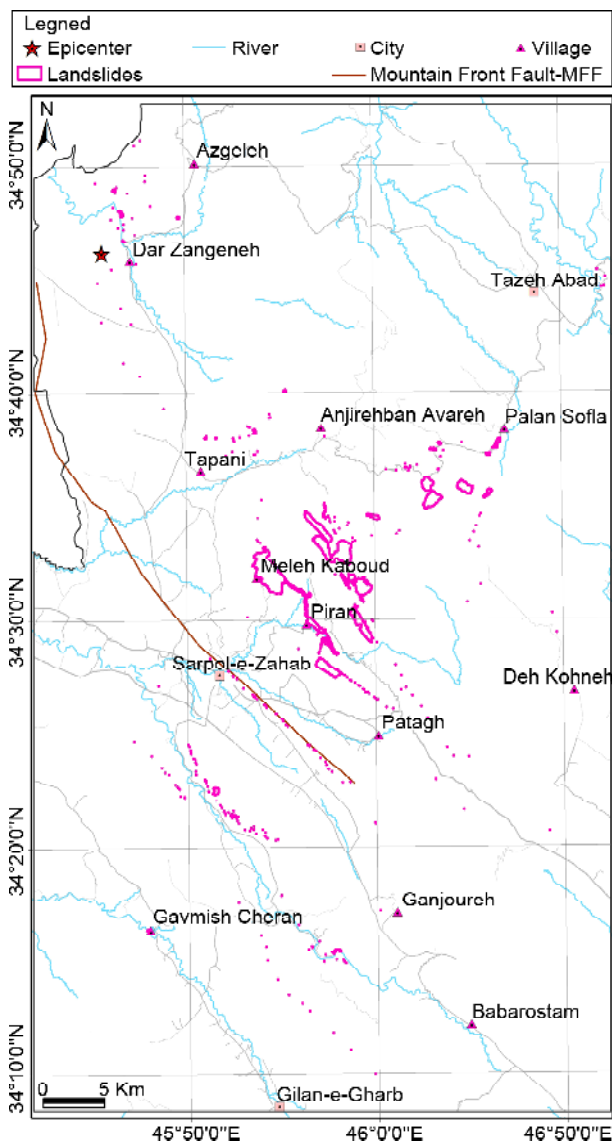 Legned
Epicenter River City Village
Landslides Mountain Front Fault-MFF
N
34°50'0"N
Azgeleh
Dar Zangeneh
Tazeh Abad
34°40'0"N
Anjirehban Avareh
Palan Sofla
Tapani
Meleh Kaboud
34°30'0"N
Piran
Sarpol-e-Zahab
Deh Kohneh
Patagh
34°20'0"N
Ganjoureh
Gavmish Cheran
Babarostam
34°10'0"N
0 5 Km
Gilan-e-Gharb
45°50'0"E 46°0'0"E 46°50'0"E